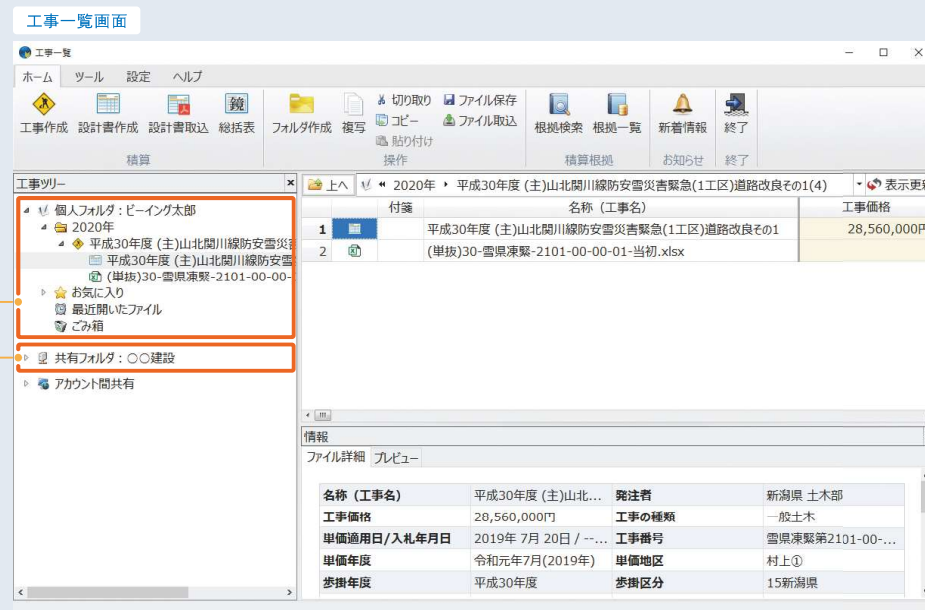 工事一覧画面
工事一覧
ホーム ツール 設定 ヘルプ
工事作成 設計書作成 設計書取込 鏡 総括表 フォルダ作成 複写 切り取り コピー 貼り付け ファイル保存 ファイル取込 根拠検索 根拠一覧 新着情報 終了
積算 操作 積算根拠 お知らせ 終了
工事ツリー ×
個人フォルダ：ビーイング太郎
2020年
平成30年度 (主)山北関川線防安雪災害
平成30年度 (主)山北関川線防安雪
(単抜)30-雪県凍緊-2101-00-00-
お気に入り
最近開いたファイル
ごみ箱
共有フォルダ：○○建設
アカウント間共有
上へ 2020年 平成30年度 (主)山北関川線防安雪災害緊急(1工区)道路改良その1(4) 表示更新
付箋 名称（工事名） 工事価格
1 平成30年度 (主)山北関川線防安雪災害緊急(1工区)道路改良その1 28,560,000円
2 (単抜)30-雪県凍緊-2101-00-00-01-当初.xlsx
情報
ファイル詳細 プレビュー
名称（工事名） 平成30年度 (主)山北... 発注者 新潟県 土木部
工事価格 28,560,000円 工事の種類 一般土木
単価適用日/入札年月日 2019年 7月 20日 / --... 工事番号 雪県凍緊第2101-00-...
単価年度 令和元年7月(2019年) 単価地区 村上①
歩掛年度 平成30年度 歩掛区分 15新潟県